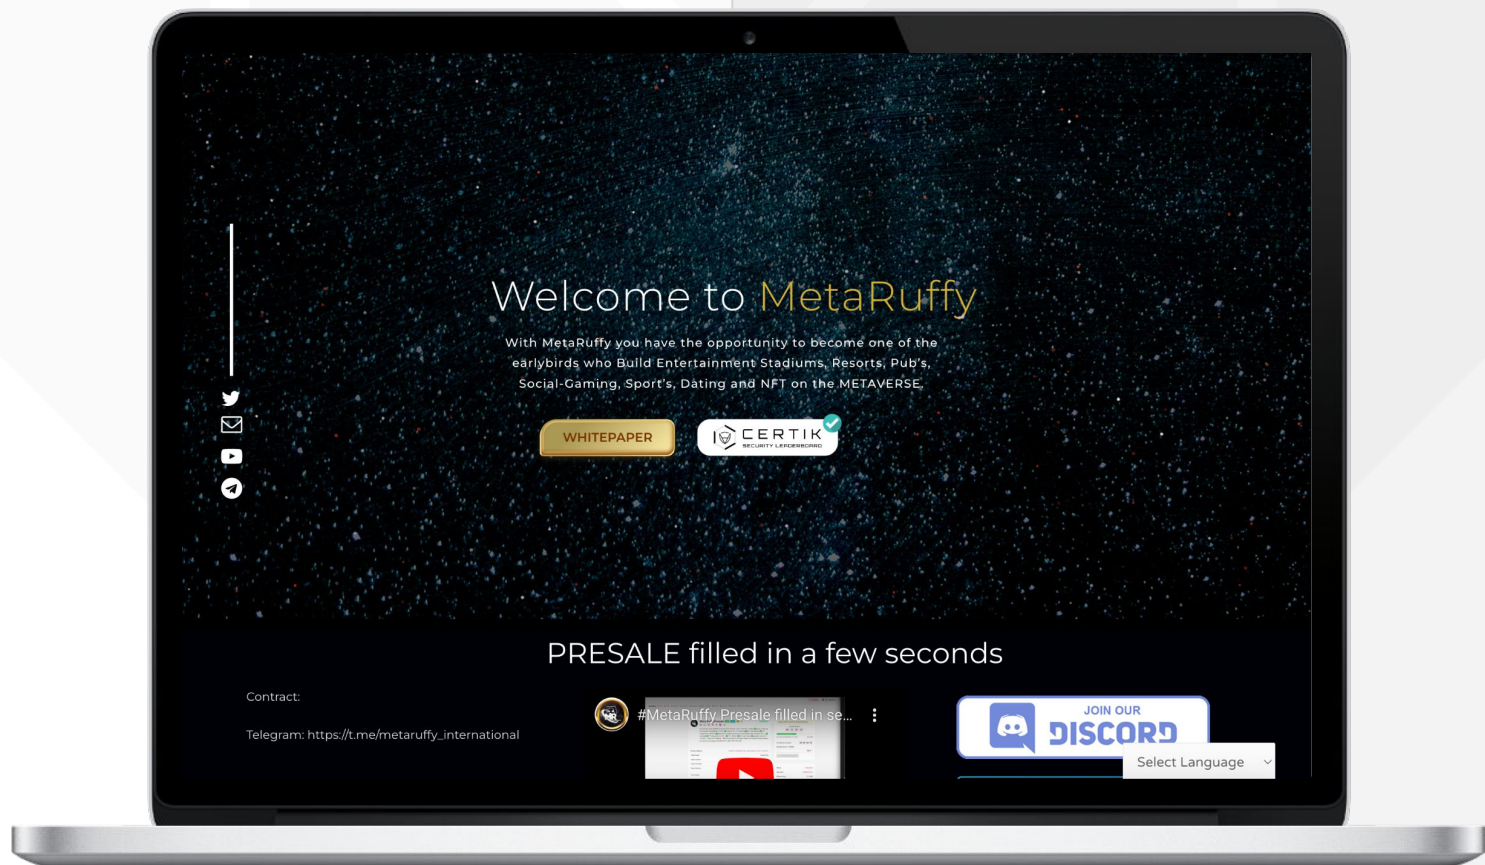 Welcome to MetaRuffy
With MetaRuffy you have the opportunity to become one of the
earlybirds who Build Entertainment Stadiums, Resorts, Pub's,
Social-Gaming, Sport's, Dating and NFT on the METAVERSE.
WHITEPAPER
CERTIK
SECURITY LEADERBOARD
PRESALE filled in a few seconds
Contract:
Telegram: https://t.me/metaruffy_international
#MetaRuffy Presale filled in se...
JOIN OUR
DISCORD
Select Language